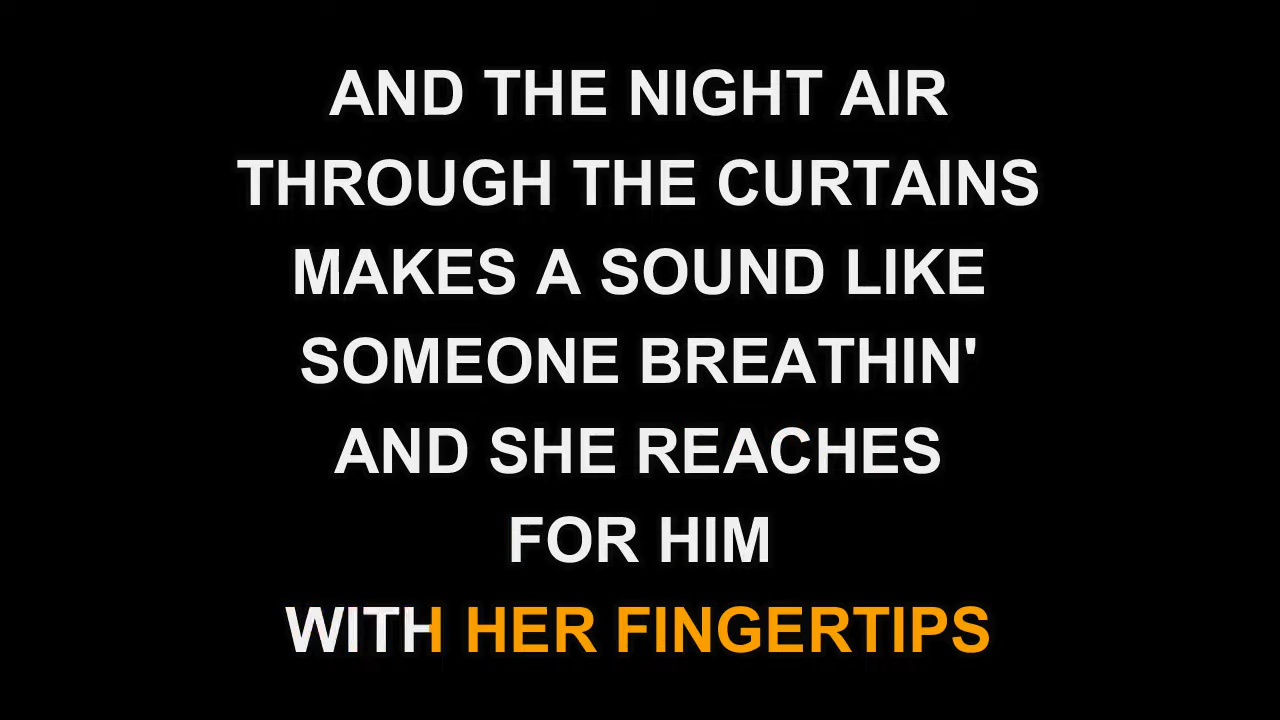 AND THE NIGHT AIR
THROUGH THE CURTAINS
MAKES A SOUND LIKE
SOMEONE BREATHIN'
AND SHE REACHES
FOR HIM
WITH HER FINGERTIPS